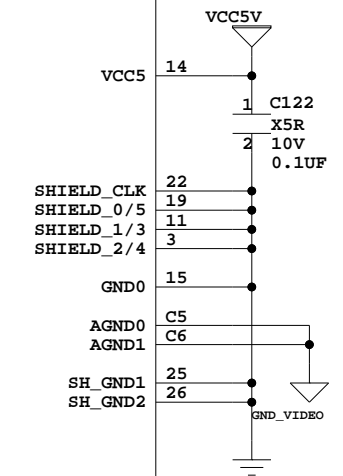 VCC5V
VCC5 14
1 C122
X5R
2 10V
0.1UF
SHIELD_CLK 22
SHIELD_0/5 19
SHIELD_1/3 11
SHIELD_2/4 3
GND0 15
AGND0 C5
AGND1 C6
SH_GND1 25
SH_GND2 26
GND_VIDEO